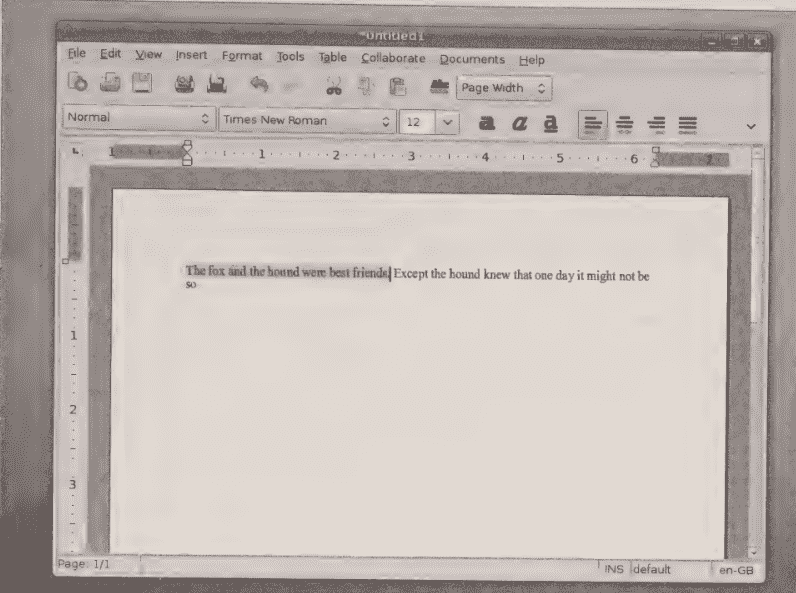 *Untitled1
File Edit View Insert Format Tools Table Collaborate Documents Help
Page Width
Normal Times New Roman 12 a a a
1 1 2 3 4 5 6 7
The fox and the hound were best friends. Except the hound knew that one day it might not be
so
1
2
3
Page: 1/1 INS default en-GB